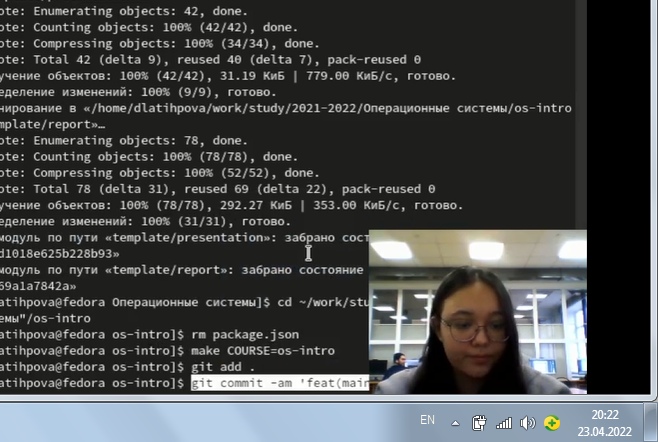 ote: Enumerating objects: 42, done.
ote: Counting objects: 100% (42/42), done.
ote: Compressing objects: 100% (34/34), done.
ote: Total 42 (delta 9), reused 40 (delta 7), pack-reused 0
учение объектов: 100% (42/42), 31.19 КиБ | 779.00 КиБ/с, готово.
еделение изменений: 100% (9/9), готово.
нирование в «/home/dlatihpova/work/study/2021-2022/Операционные системы/os-intro
mplate/report»…
ote: Enumerating objects: 78, done.
ote: Counting objects: 100% (78/78), done.
ote: Compressing objects: 100% (52/52), done.
ote: Total 78 (delta 31), reused 69 (delta 22), pack-reused 0
учение объектов: 100% (78/78), 292.27 КиБ | 353.00 КиБ/с, готово.
еделение изменений: 100% (31/31), готово.
модуль по пути «template/presentation»: забрано сост
d1018e625b228b93»
модуль по пути «template/report»: забрано состояние
69a1a7842a»
atihpova@fedora Операционные системы]$ cd ~/work/stu
емы"/os-intro
atihpova@fedora os-intro]$ rm package.json
atihpova@fedora os-intro]$ make COURSE=os-intro
atihpova@fedora os-intro]$ git add .
atihpova@fedora os-intro]$ git commit -am 'feat(main
EN
20:22
23.04.2022